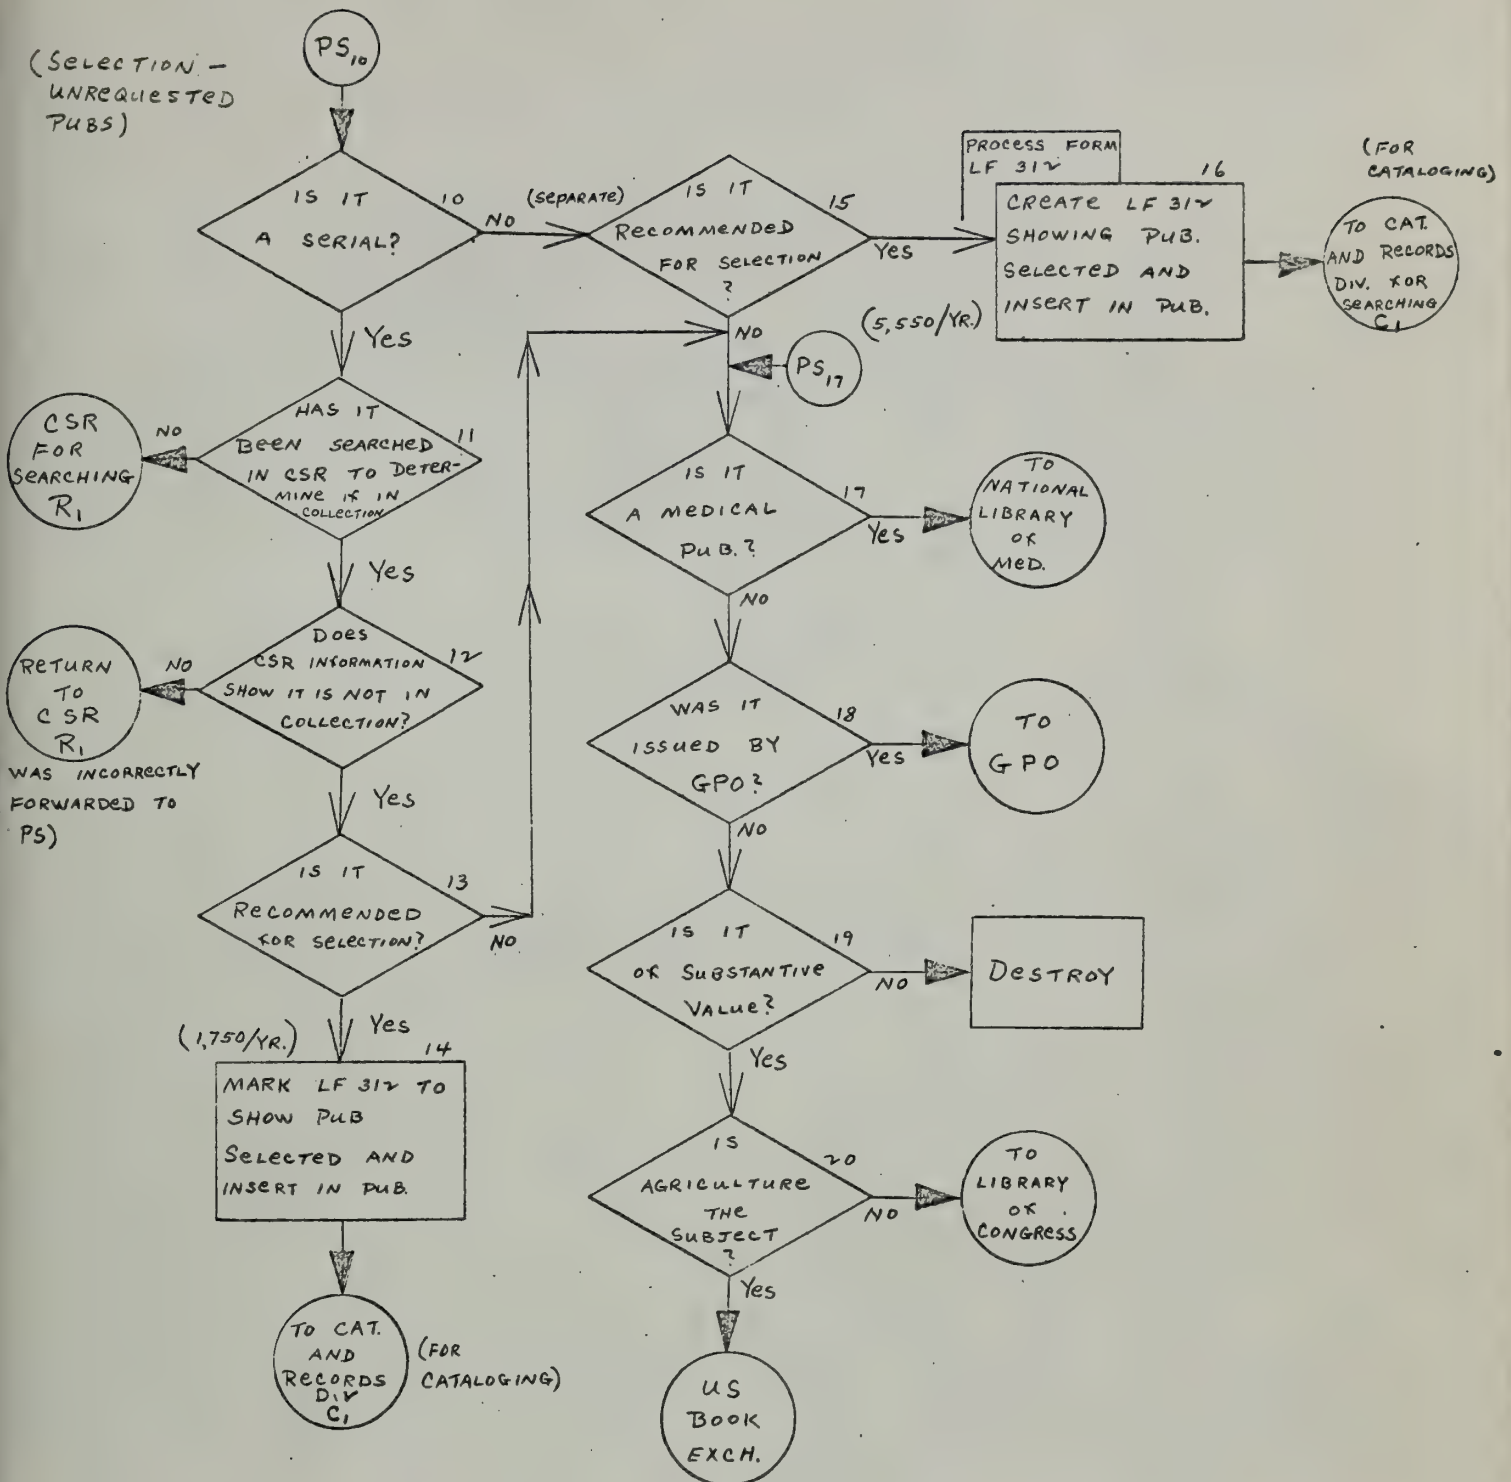 (SELECTION -
UNREQUESTED
PUBS)
PS10
IS IT
A SERIAL?
10
NO
(SEPARATE)
IS IT
RECOMMENDED
FOR SELECTION
?
15
Yes
PROCESS FORM
LF 312
16
CREATE LF 312
SHOWING PUB.
SELECTED AND
INSERT IN PUB.
(5,550/YR.)
(FOR
CATALOGING)
TO CAT.
AND RECORDS
DIV. FOR
SEARCHING
C1
Yes
HAS IT
BEEN SEARCHED
IN CSR TO DETER-
MINE IF IN
COLLECTION
11
NO
CSR
FOR
SEARCHING
R1
Yes
DOES
CSR INFORMATION
SHOW IT IS NOT IN
COLLECTION?
12
NO
RETURN
TO
CSR
R1
WAS INCORRECTLY
FORWARDED TO
PS)
Yes
IS IT
RECOMMENDED
FOR SELECTION?
13
NO
Yes
(1,750/YR.)
14
MARK LF 312 TO
SHOW PUB
SELECTED AND
INSERT IN PUB.
TO CAT.
AND
RECORDS
DIV
C1
(FOR
CATALOGING)
NO
PS17
IS IT
A MEDICAL
PUB.?
17
Yes
TO
NATIONAL
LIBRARY
OF
MED.
NO
WAS IT
ISSUED BY
GPO?
18
Yes
TO
GPO
NO
IS IT
OF SUBSTANTIVE
VALUE?
19
NO
DESTROY
Yes
IS
AGRICULTURE
THE
SUBJECT
?
20
NO
TO
LIBRARY
OF
CONGRESS
Yes
US
BOOK
EXCH.